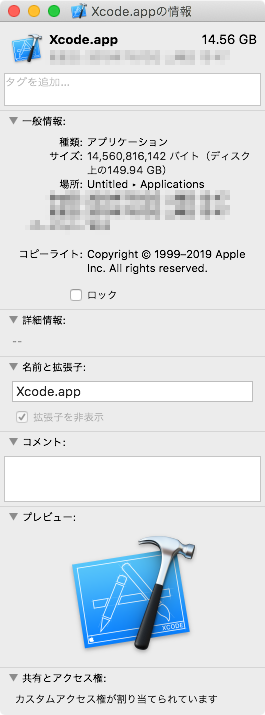 Xcode.appの情報
Xcode.app 14.56 GB
タグを追加...
一般情報:
種類: アプリケーション
サイズ: 14,560,816,142 バイト（ディスク
上の149.94 GB）
場所: Untitled • Applications
コピーライト: Copyright © 1999–2019 Apple
Inc. All rights reserved.
ロック
詳細情報:
--
名前と拡張子:
Xcode.app
拡張子を非表示
コメント:
プレビュー:
XCODE
共有とアクセス権:
カスタムアクセス権が割り当てられています